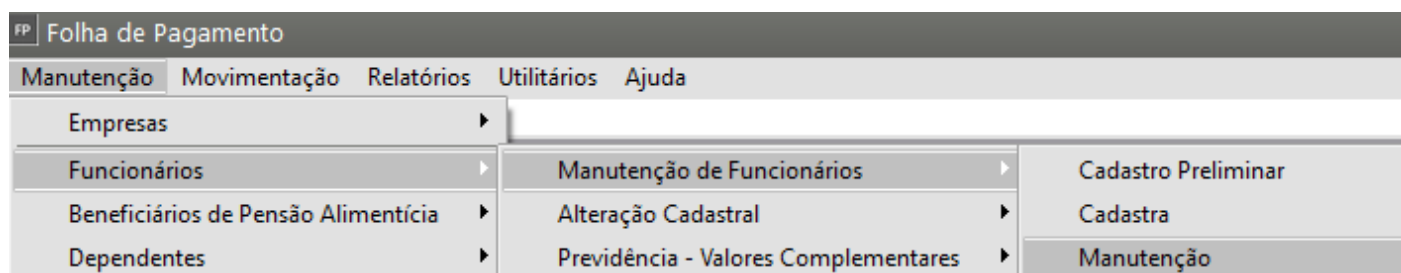 FP Folha de Pagamento
Manutenção Movimentação Relatórios Utilitários Ajuda
Empresas
Funcionários Manutenção de Funcionários Cadastro Preliminar
Beneficiários de Pensão Alimentícia Alteração Cadastral Cadastra
Dependentes Previdência - Valores Complementares Manutenção